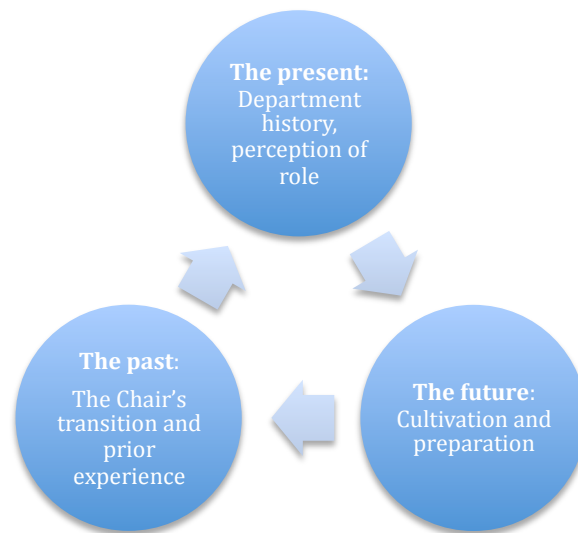 The present:
Department
history,
perception of
role
The past:
The Chair’s
transition and
prior
experience
The future:
Cultivation and
preparation